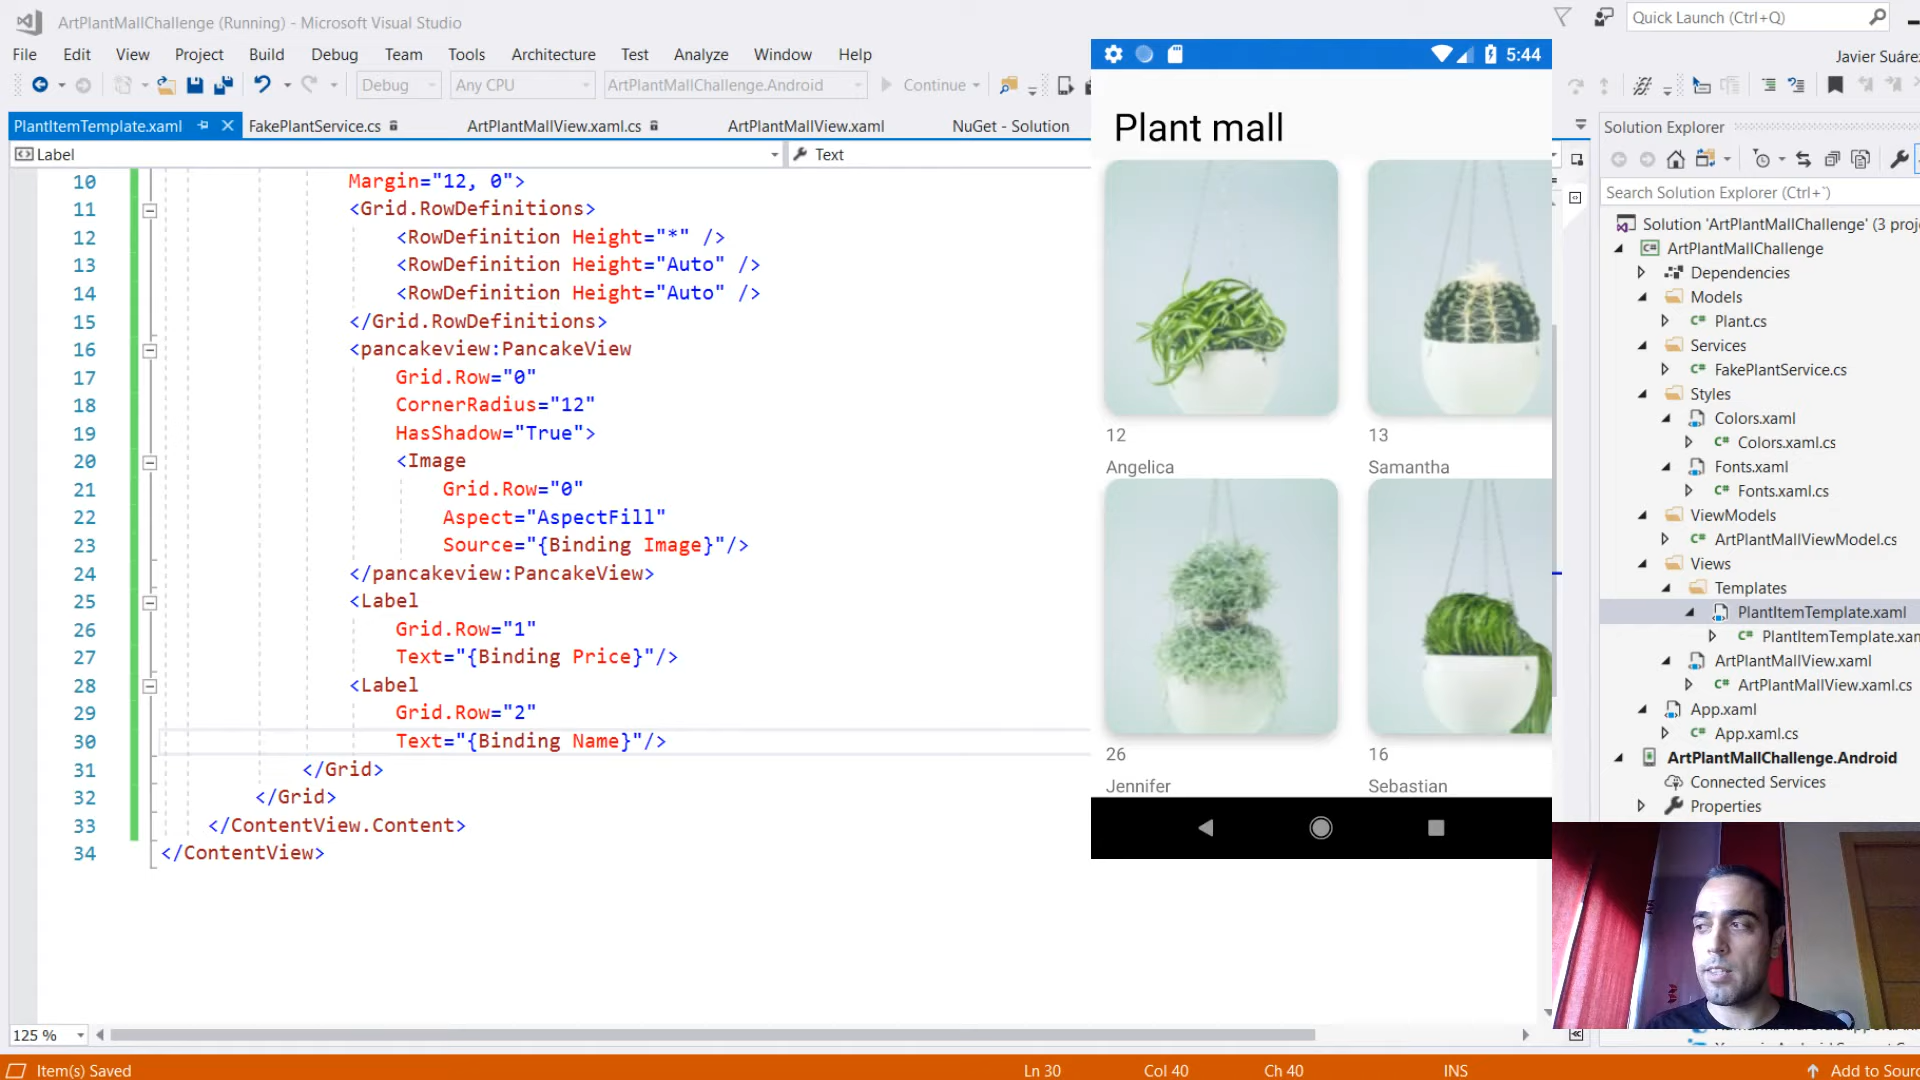 ArtPlantMallChallenge (Running) - Microsoft Visual Studio
Quick Launch (Ctrl+Q)
File Edit View Project Build Debug Team Tools Architecture Test Analyze Window Help
Javier Suáre
Debug Any CPU ArtPlantMallChallenge.Android Continue
PlantItemTemplate.xaml FakePlantService.cs ArtPlantMallView.xaml.cs ArtPlantMallView.xaml NuGet - Solution
Label Text
10 Margin="12, 0">
11 <Grid.RowDefinitions>
12 <RowDefinition Height="*" />
13 <RowDefinition Height="Auto" />
14 <RowDefinition Height="Auto" />
15 </Grid.RowDefinitions>
16 <pancakeview:PancakeView
17 Grid.Row="0"
18 CornerRadius="12"
19 HasShadow="True">
20 <Image
21 Grid.Row="0"
22 Aspect="AspectFill"
23 Source="{Binding Image}"/>
24 </pancakeview:PancakeView>
25 <Label
26 Grid.Row="1"
27 Text="{Binding Price}"/>
28 <Label
29 Grid.Row="2"
30 Text="{Binding Name}"/>
31 </Grid>
32 </Grid>
33 </ContentView.Content>
34 </ContentView>
5:44
Plant mall
12 13
Angelica Samantha
26 16
Jennifer Sebastian
Solution Explorer
Search Solution Explorer (Ctrl+¨)
Solution 'ArtPlantMallChallenge' (3 proje
ArtPlantMallChallenge
Dependencies
Models
C# Plant.cs
Services
C# FakePlantService.cs
Styles
Colors.xaml
C# Colors.xaml.cs
Fonts.xaml
C# Fonts.xaml.cs
ViewModels
C# ArtPlantMallViewModel.cs
Views
Templates
PlantItemTemplate.xaml
C# PlantItemTemplate.xan
ArtPlantMallView.xaml
C# ArtPlantMallView.xaml.cs
App.xaml
C# App.xaml.cs
ArtPlantMallChallenge.Android
Connected Services
Properties
125 %
Item(s) Saved Ln 30 Col 40 Ch 40 INS Add to Sourc